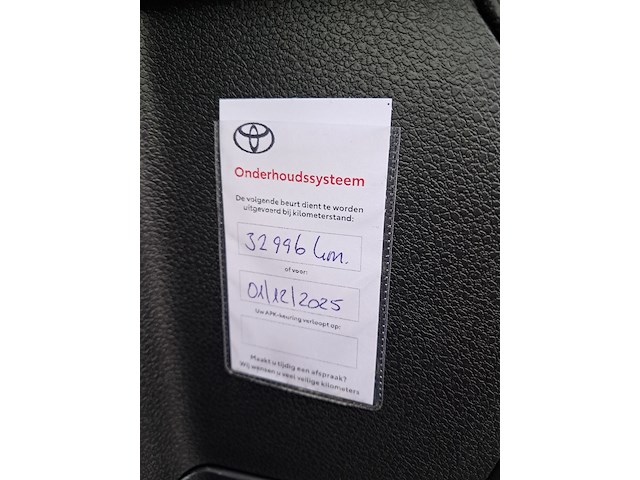 Onderhoudssysteem
De volgende beurt dient te worden
uitgevoerd bij kilometerstand:
32996 km.
of voor:
01/12/2025
Uw APK-keuring verloopt op:
Maakt u tijdig een afspraak?
Wij wensen u veel veilige kilometers